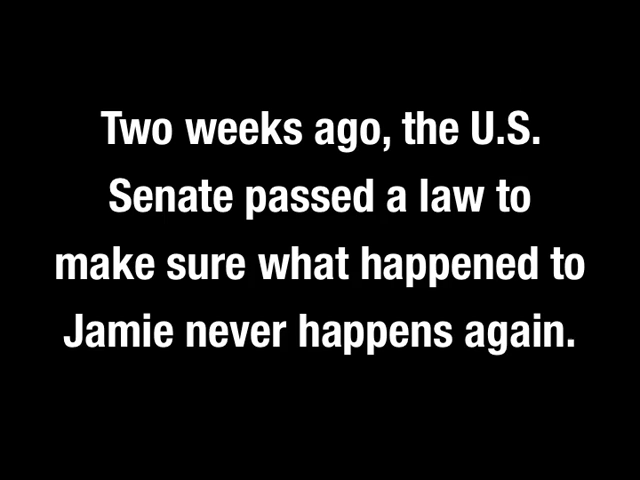 Two weeks ago, the U.S.
Senate passed a law to
make sure what happened to
Jamie never happens again.